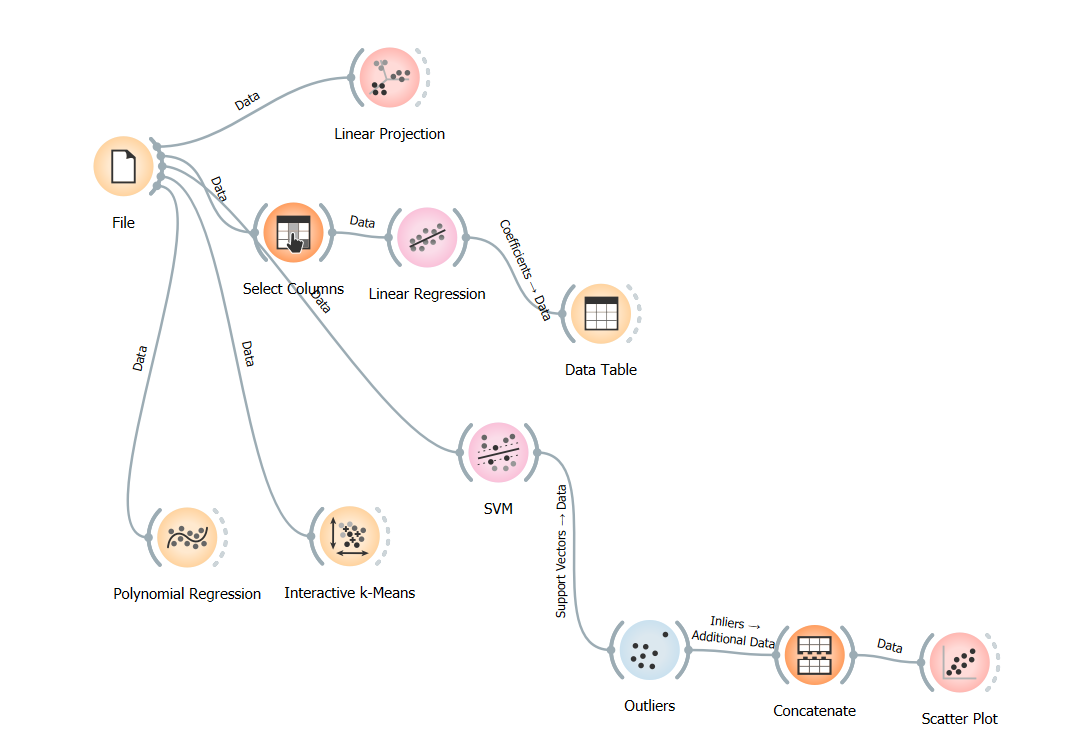 Data
Linear Projection
File
Data
Data
Select Columns
Linear Regression
Coefficients → Data
Data
Data Table
Data
Data
SVM
Support Vectors → Data
Polynomial Regression
Interactive k-Means
Inliers →
Additional Data
Data
Outliers
Concatenate
Scatter Plot